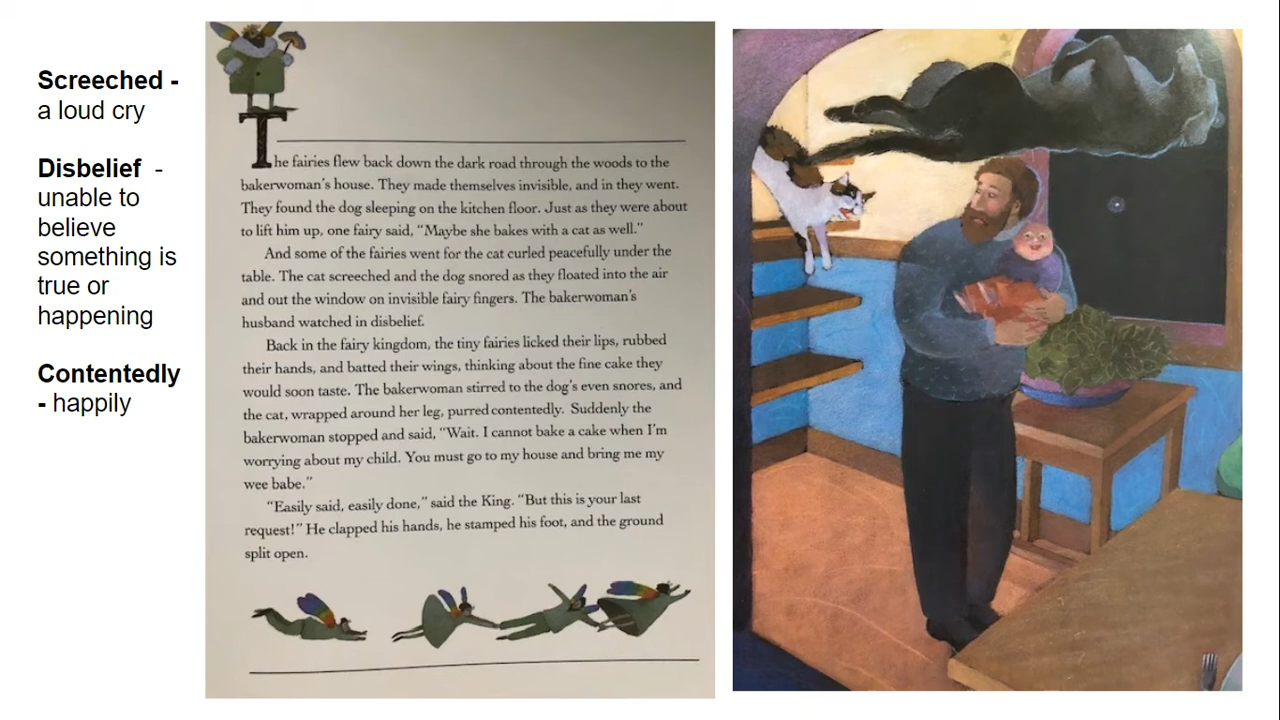 Screeched -
a loud cry
Disbelief -
unable to
believe
something is
true or
happening
Contentedly
- happily
The fairies flew back down the dark road through the woods to the
bakerwoman's house. They made themselves invisible, and in they went.
They found the dog sleeping on the kitchen floor. Just as they were about
to lift him up, one fairy said, "Maybe she bakes with a cat as well."
And some of the fairies went for the cat curled peacefully under the
table. The cat screeched and the dog snored as they floated into the air
and out the window on invisible fairy fingers. The bakerwoman's
husband watched in disbelief.
Back in the fairy kingdom, the tiny fairies licked their lips, rubbed
their hands, and batted their wings, thinking about the fine cake they
would soon taste. The bakerwoman stirred to the dog's even snores, and
the cat, wrapped around her leg, purred contentedly. Suddenly the
bakerwoman stopped and said, "Wait. I cannot bake a cake when I'm
worrying about my child. You must go to my house and bring me my
wee babe."
"Easily said, easily done," said the King. "But this is your last
request!" He clapped his hands, he stamped his foot, and the ground
split open.